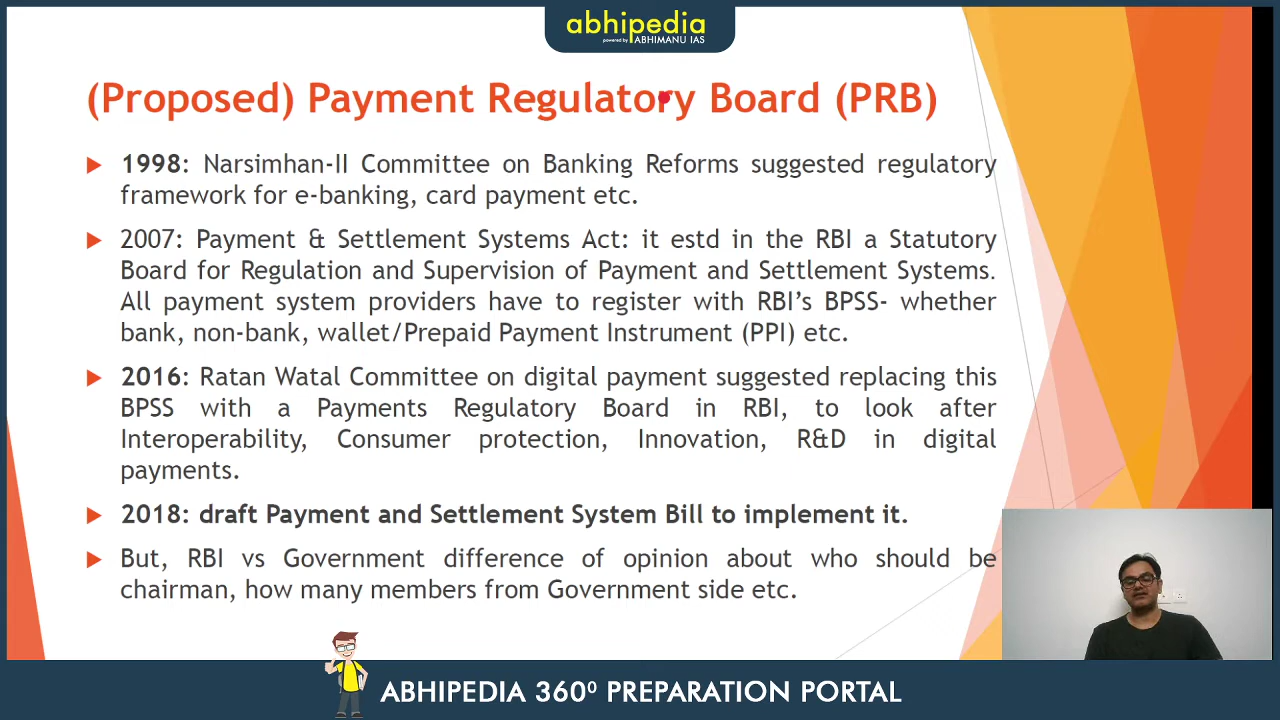 abhipedia
powered by ABHIMANU IAS
(Proposed) Payment Regulatory Board (PRB)
1998: Narsimhan-II Committee on Banking Reforms suggested regulatory
framework for e-banking, card payment etc.
2007: Payment & Settlement Systems Act: it estd in the RBI a Statutory
Board for Regulation and Supervision of Payment and Settlement Systems.
All payment system providers have to register with RBI's BPSS- whether
bank, non-bank, wallet/Prepaid Payment Instrument (PPI) etc.
2016: Ratan Watal Committee on digital payment suggested replacing this
BPSS with a Payments Regulatory Board in RBI, to look after
Interoperability, Consumer protection, Innovation, R&D in digital
payments.
2018: draft Payment and Settlement System Bill to implement it.
But, RBI vs Government difference of opinion about who should be
chairman, how many members from Government side etc.
ABHIPEDIA 360⁰ PREPARATION PORTAL